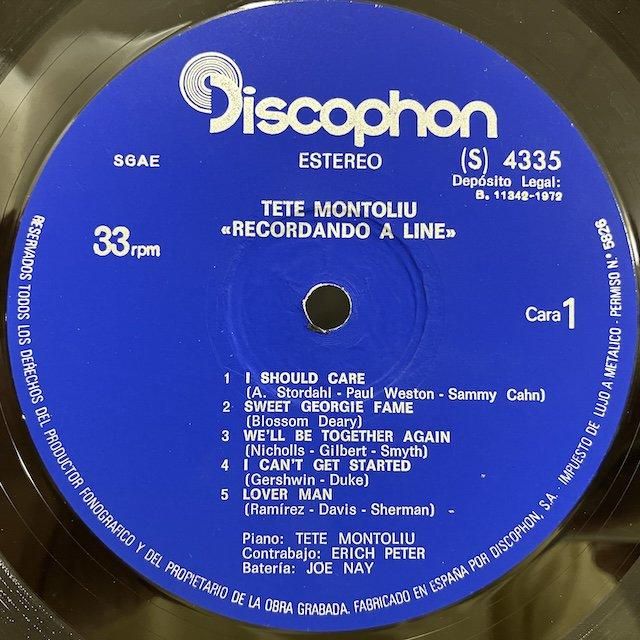 Discophon
SGAE
ESTEREO
(S) 4335
Depósito Legal:
B. 11342-1972
TETE MONTOLIU
«RECORDANDO A LINE»
33 rpm
Cara 1
1 I SHOULD CARE
(A. Stordahl - Paul Weston - Sammy Cahn)
2 SWEET GEORGIE FAME
(Blossom Deary)
3 WE'LL BE TOGETHER AGAIN
(Nicholls - Gilbert - Smyth)
4 I CAN'T GET STARTED
(Gershwin - Duke)
5 LOVER MAN
(Ramírez - Davis - Sherman)
Piano: TETE MONTOLIU
Contrabajo: ERICH PETER
Batería: JOE NAY
RESERVADOS TODOS LOS DERECHOS DEL PRODUCTOR FONOGRAFICO Y DEL PROPIETARIO DE LA OBRA GRABADA. FABRICADO EN ESPAÑA POR DISCOPHON, S.A. IMPUESTO DE LUJO A METALICO - PERMISO N.° 5826